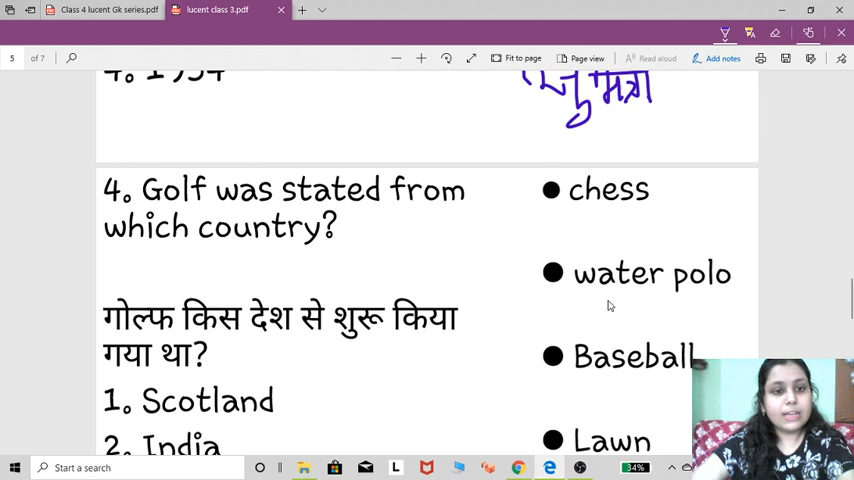 Class 4 lucent Gk series.pdf
lucent class 3.pdf
5 of 7
Fit to page
Page view
Read aloud
Add notes
4. Golf was stated from
which country?
गोल्फ किस देश से शुरू किया
गया था?
1. Scotland
2. India
● chess
● water polo
● Baseball
● Lawn
Start a search
34%